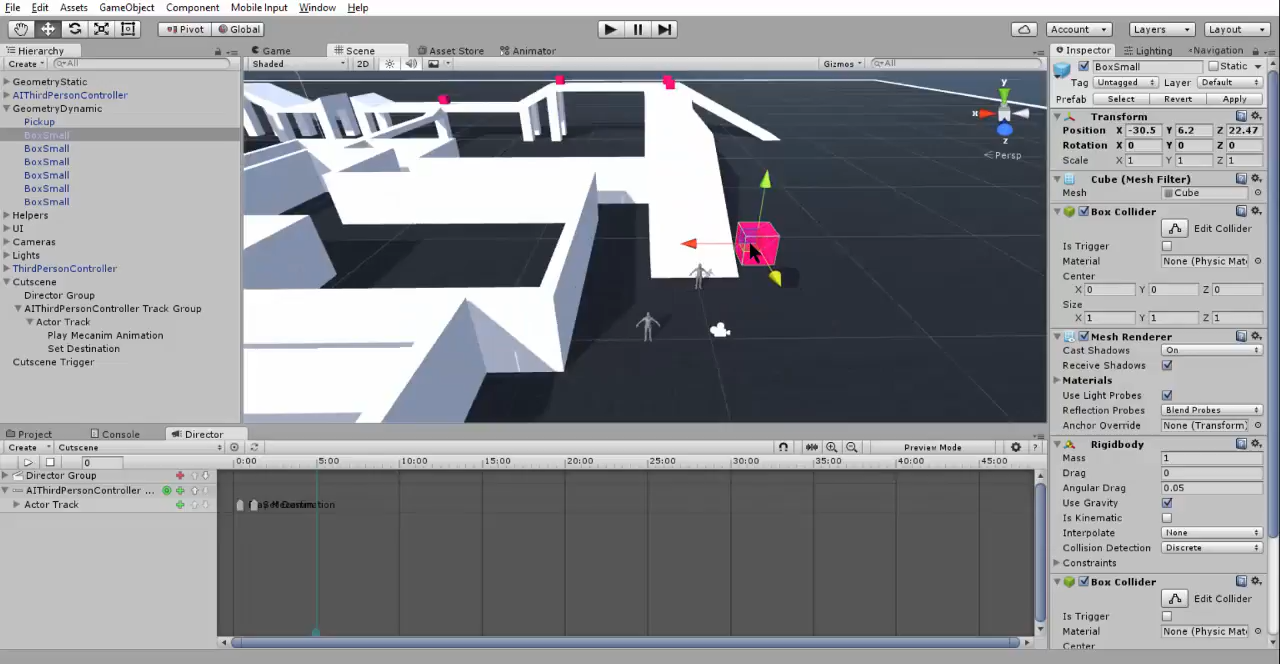 File Edit Assets GameObject Component Mobile Input Window Help
Pivot Global Account Layers Layout
Hierarchy Game Scene Asset Store Animator Inspector Lighting Navigation
Create All Shaded 2D Gizmos All BoxSmall Static
GeometryStatic Tag Untagged Layer Default
AIThirdPersonController Prefab Select Revert Apply
GeometryDynamic Transform
Pickup Position X -30.5 Y 6.2 Z 22.47
BoxSmall Rotation X 0 Y 0 Z 0
BoxSmall Scale X 1 Y 1 Z 1
BoxSmall Cube (Mesh Filter)
BoxSmall Mesh Cube
BoxSmall
BoxSmall Box Collider
Helpers Edit Collider
UI Is Trigger
Cameras Material None (Physic Mat
Lights Center
ThirdPersonController X 0 Y 0 Z 0
Cutscene Size
Director Group X 1 Y 1 Z 1
AIThirdPersonController Track Group Mesh Renderer
Actor Track Cast Shadows On
Play Mecanim Animation Receive Shadows
Set Destination Materials
Cutscene Trigger Use Light Probes
Reflection Probes Blend Probes
Anchor Override None (Transform)
y x z
Persp
Project Console Director Rigidbody
Create Cutscene Preview Mode Mass 1
0 0:00 5:00 10:00 15:00 20:00 25:00 30:00 35:00 40:00 45:00 Drag 0
Director Group Angular Drag 0.05
AIThirdPersonController ... Use Gravity
Actor Track Is Kinematic
Interpolate None
Collision Detection Discrete
Constraints
Box Collider
Edit Collider
Is Trigger
Material None (Physic Mat
Center